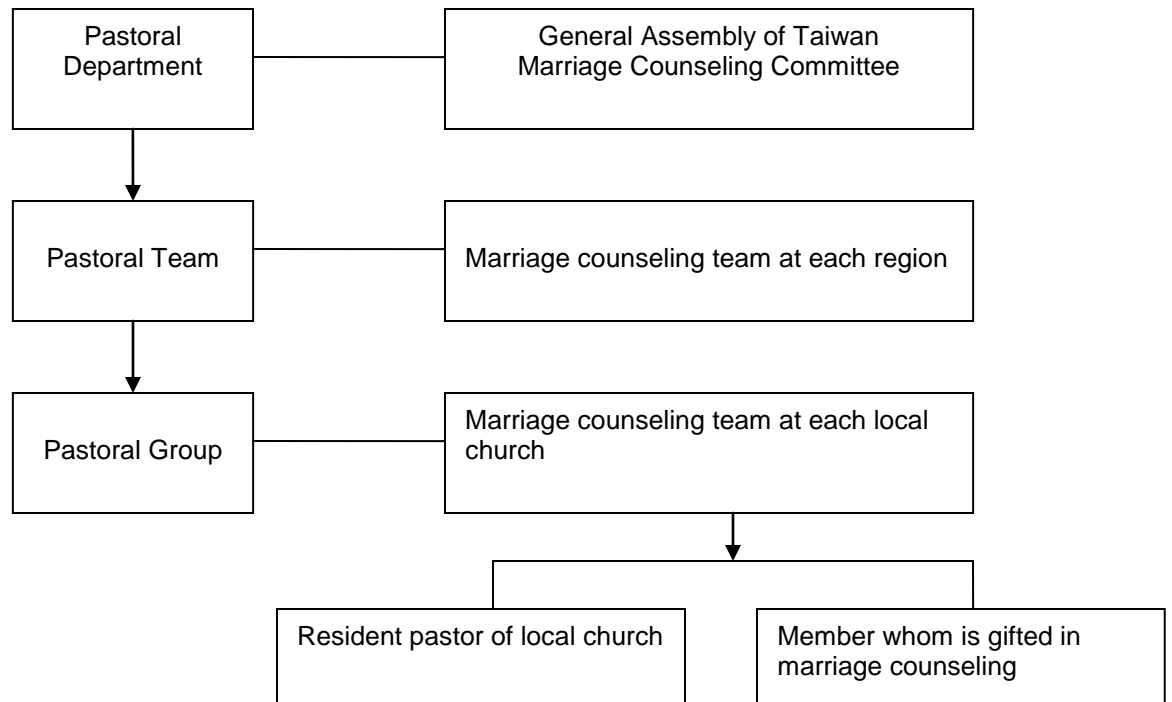 Pastoral
Department
General Assembly of Taiwan
Marriage Counseling Committee
Pastoral Team
Marriage counseling team at each region
Pastoral Group
Marriage counseling team at each local
church
Resident pastor of local church
Member whom is gifted in
marriage counseling